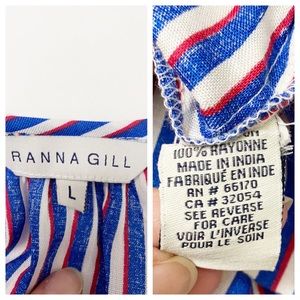 RANNA GILL
L
100% RAYONNE
MADE IN INDIA
FABRIQUÉ EN INDE
RN # 66170
CA # 32054
SEE REVERSE
FOR CARE
VOIR L'INVERSE
POUR LE SOIN